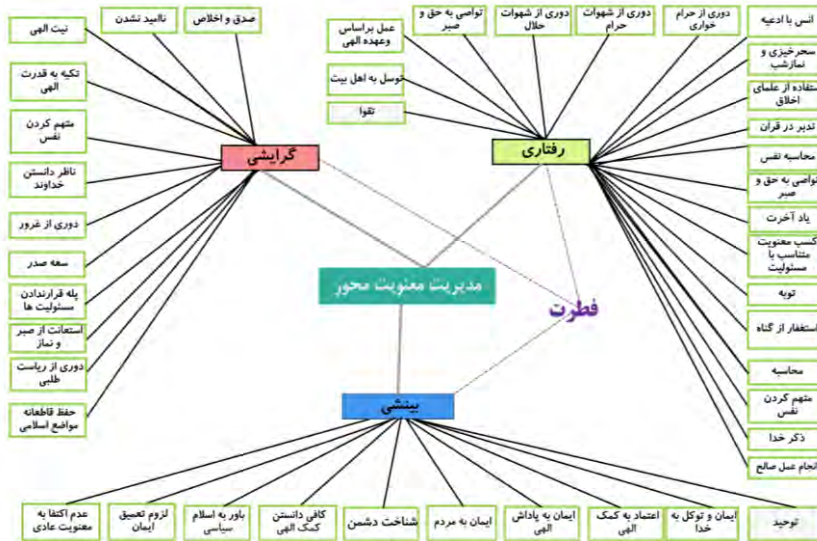 صدق و اخلاص
ناامید نشدن
نیت الهی
تکیه به قدرت
الهی
متهم کردن
نفس
ناظر دانستن
خداوند
دوری از غرور
سعه صدر
پله قرارندادن
مسئولیت ها
استعانت از صبر
و نماز
دوری از ریاست
طلبی
حفظ قاطعانه
مواضع اسلامی
گرایشی
دوری از حرام
خواری
دوری از شهوات
حرام
دوری از شهوات
حلال
تواصی به حق و
صبر
عمل براساس
وعهده الهی
توسل به اهل بیت
تقوا
رفتاری
انس با ادعیه
سحرخیزی و
نمازشب
ستفاده از علمای
اخلاق
تدبر در قران
محاسبه نفس
تواصی به حق و
صبر
یاد آخرت
کسب معنویت
متناسب با
مسئولیت
توبه
استغفار از گناه
محاسبه
متهم کردن
نفس
ذکر خدا
انجام عمل صالح
مدیریت معنویت محور
فطرت
بینشی
توحید
ایمان و توکل به
خدا
اعتماد به کمک
الهی
ایمان به پاداش
الهی
ایمان به مردم
شناخت دشمن
کافی دانستن
کمک الهی
باور به اسلام
سیاسی
لزوم تعمیق
ایمان
عدم اکتفا به
معنویت عادی